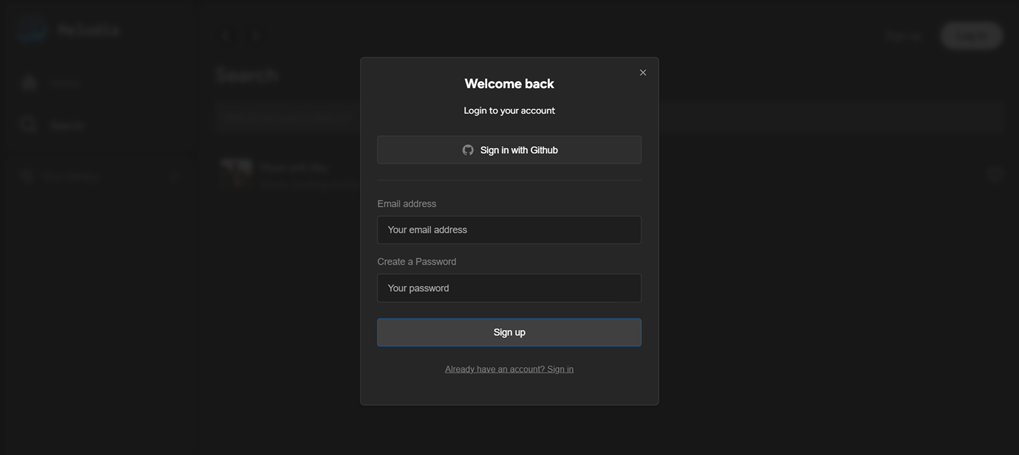 Melodia
Search
Welcome back
Login to your account
Sign in with Github
Email address
Your email address
Create a Password
Your password
Sign up
Already have an account? Sign in